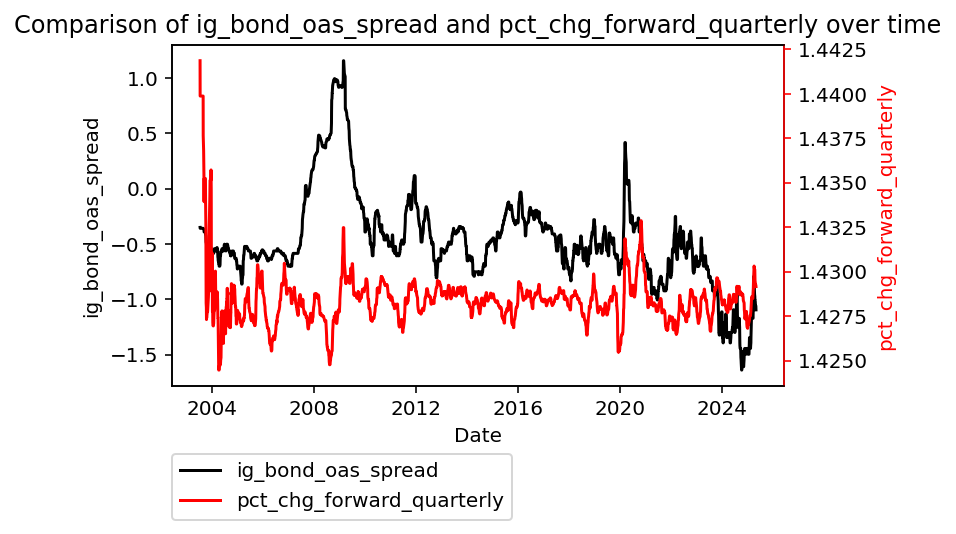 Comparison of ig_bond_oas_spread and pct_chg_forward_quarterly over time
1.0
0.5
0.0
−0.5
−1.0
−1.5
ig_bond_oas_spread
1.4425
1.4400
1.4375
1.4350
1.4325
1.4300
1.4275
1.4250
pct_chg_forward_quarterly
2004 2008 2012 2016 2020 2024
Date
ig_bond_oas_spread
pct_chg_forward_quarterly